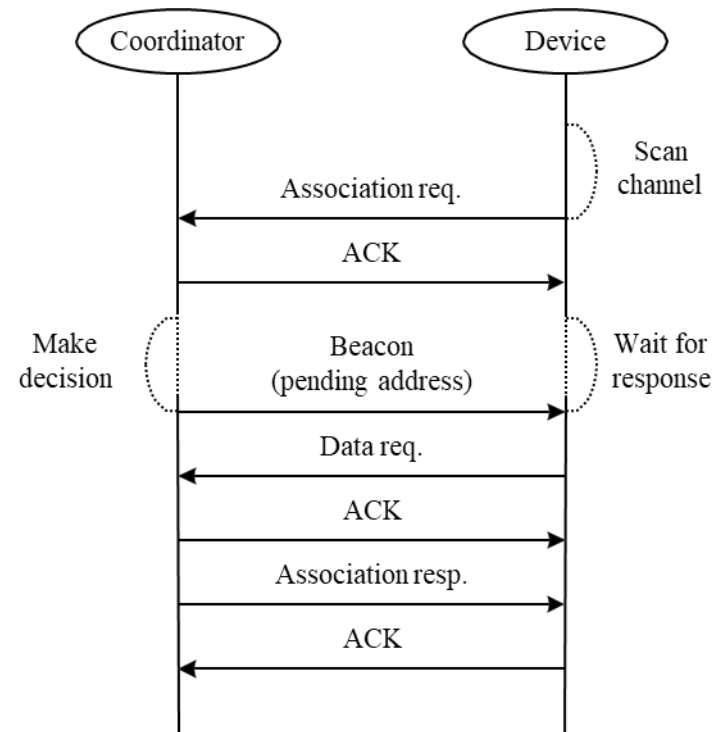 Coordinator
Device
Scan
channel
Association req.
ACK
Make
decision
Beacon
(pending address)
Wait for
response
Data req.
ACK
Association resp.
ACK